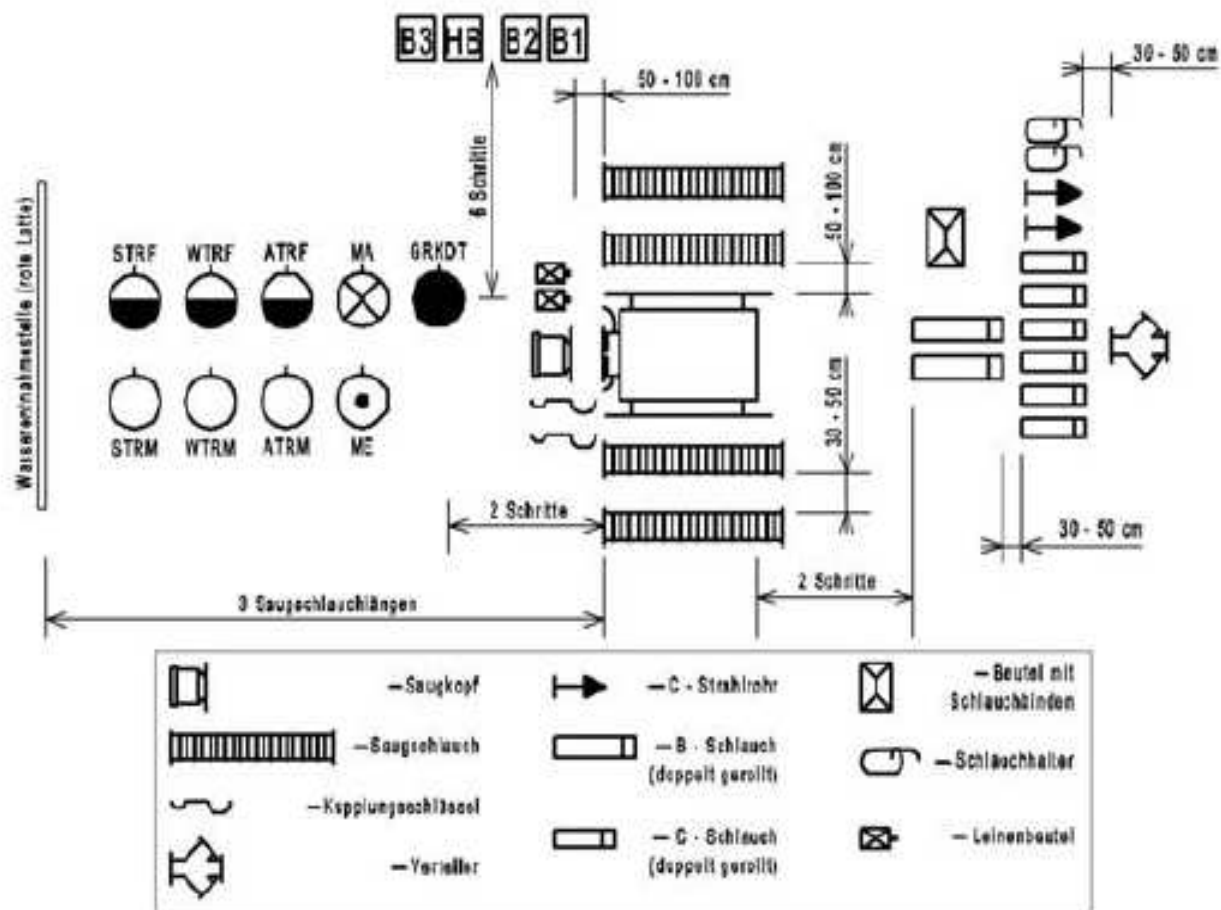 B3 HB B2 B1
30 - 50 cm
50 - 100 cm
6 Schritte
50 - 100 cm
STRF WTRF ATRF MA GRKDT
Wasserentnahmestelle (rote Latte)
STRM WTRM ATRM ME
30 - 50 cm
2 Schritte
30 - 50 cm
2 Schritte
3 Saugschlauchlängen
– Saugkopf
– C - Strahlrohr
– Beutel mit
Schlauchbinden
– Saugschlauch
– B - Schlauch
(doppelt gerollt)
– Schlauchhalter
– Kupplungsschlüssel
– C - Schlauch
(doppelt gerollt)
– Leinenbeutel
– Verteiler